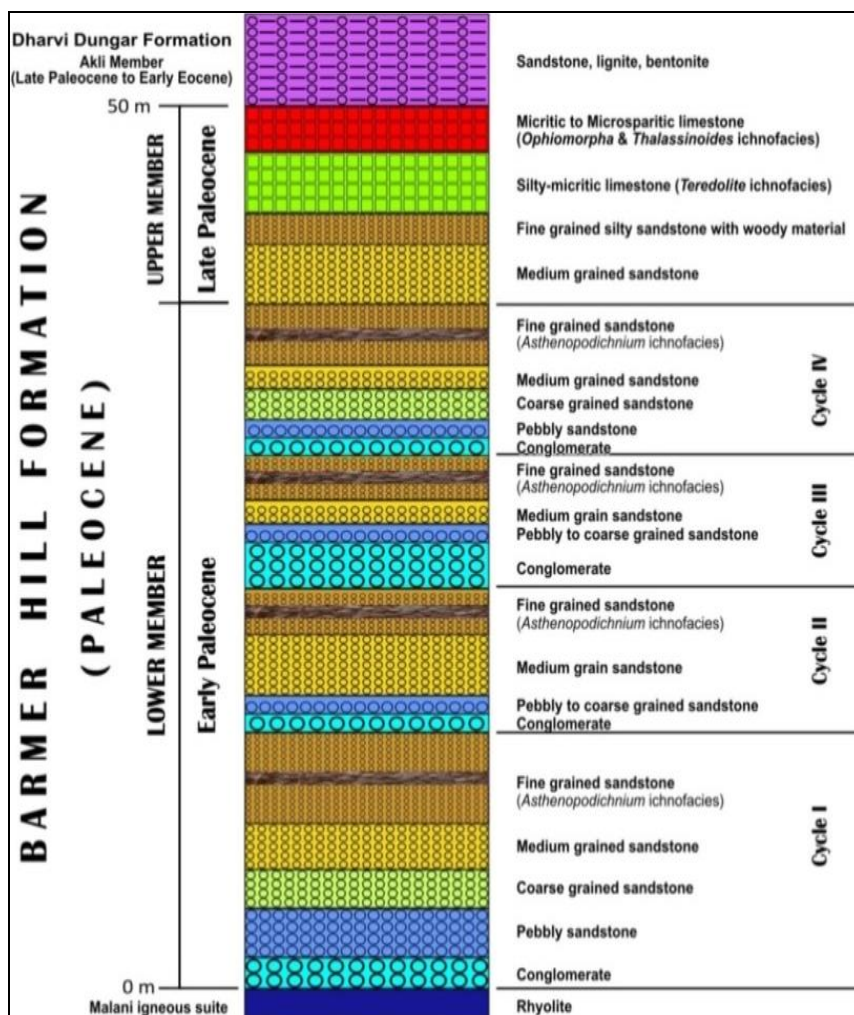 Dharvi Dungar Formation
Akli Member
(Late Paleocene to Early Eocene)
50 m
BARMER HILL FORMATION
(PALEOCENE)
UPPER MEMBER
Late Paleocene
LOWER MEMBER
Early Paleocene
0 m
Malani igneous suite
Sandstone, lignite, bentonite
Micritic to Microsparitic limestone
(Ophiomorpha & Thalassinoides ichnofacies)
Silty-micritic limestone (Teredolite ichnofacies)
Fine grained silty sandstone with woody material
Medium grained sandstone
Fine grained sandstone
(Asthenopodichnium ichnofacies)
Medium grained sandstone
Coarse grained sandstone
Pebbly sandstone
Conglomerate
Cycle IV
Fine grained sandstone
(Asthenopodichnium ichnofacies)
Medium grain sandstone
Pebbly to coarse grained sandstone
Conglomerate
Cycle III
Fine grained sandstone
(Asthenopodichnium ichnofacies)
Medium grain sandstone
Pebbly to coarse grained sandstone
Conglomerate
Cycle II
Fine grained sandstone
(Asthenopodichnium ichnofacies)
Medium grained sandstone
Coarse grained sandstone
Pebbly sandstone
Conglomerate
Cycle I
Rhyolite